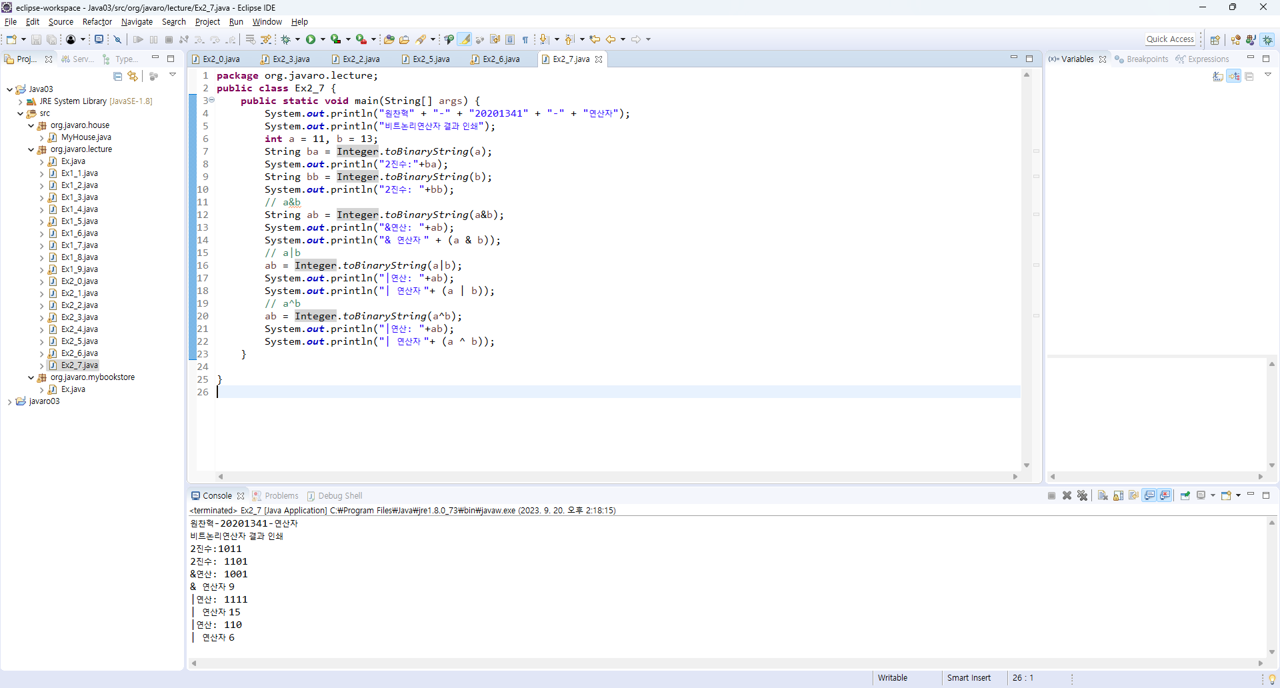 eclipse-workspace - Java03/src/org/javaro/lecture/Ex2_7.java - Eclipse IDE
File Edit Source Refactor Navigate Search Project Run Window Help
Quick Access
Proj... Serv... Type...
Java03
JRE System Library [JavaSE-1.8]
src
org.javaro.house
MyHouse.java
org.javaro.lecture
Ex.java
Ex1_1.java
Ex1_2.java
Ex1_3.java
Ex1_4.java
Ex1_5.java
Ex1_6.java
Ex1_7.java
Ex1_8.java
Ex1_9.java
Ex2_0.java
Ex2_1.java
Ex2_2.java
Ex2_3.java
Ex2_4.java
Ex2_5.java
Ex2_6.java
Ex2_7.java
org.javaro.mybookstore
Ex.java
javaro03
Ex2_0.java Ex2_3.java Ex2_2.java Ex2_5.java Ex2_6.java Ex2_7.java
1 package org.javaro.lecture;
2 public class Ex2_7 {
3 public static void main(String[] args) {
4 System.out.println("원찬혁" + "-" + "20201341" + "-" + "연산자");
5 System.out.println("비트논리연산자 결과 인쇄");
6 int a = 11, b = 13;
7 String ba = Integer.toBinaryString(a);
8 System.out.println("2진수:"+ba);
9 String bb = Integer.toBinaryString(b);
10 System.out.println("2진수: "+bb);
11 // a&b
12 String ab = Integer.toBinaryString(a&b);
13 System.out.println("&연산: "+ab);
14 System.out.println("& 연산자 " + (a & b));
15 // a|b
16 ab = Integer.toBinaryString(a|b);
17 System.out.println("|연산: "+ab);
18 System.out.println("| 연산자 "+ (a | b));
19 // a^b
20 ab = Integer.toBinaryString(a^b);
21 System.out.println("|연산: "+ab);
22 System.out.println("| 연산자 "+ (a ^ b));
23 }
24
25 }
26
(x)= Variables Breakpoints Expressions
Console Problems Debug Shell
<terminated> Ex2_7 [Java Application] C:₩Program Files₩Java₩jre1.8.0_73₩bin₩javaw.exe (2023. 9. 20. 오후 2:18:15)
원찬혁-20201341-연산자
비트논리연산자 결과 인쇄
2진수:1011
2진수: 1101
&연산: 1001
& 연산자 9
|연산: 1111
| 연산자 15
|연산: 110
| 연산자 6
Writable Smart Insert 26 : 1